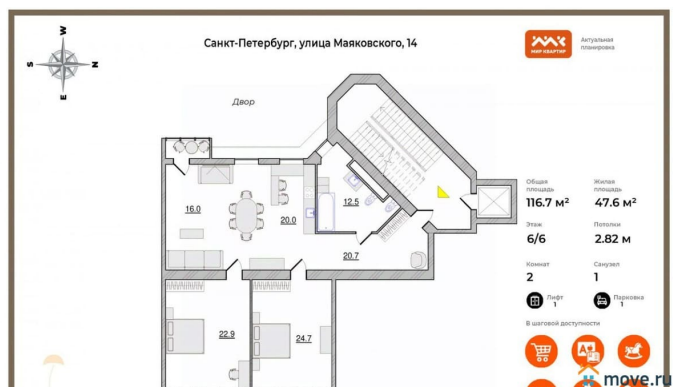 Санкт-Петербург, улица Маяковского, 14
МИР КВАРТИР
Актуальная
планировка
W
S
N
E
Двор
16.0
20.0
12.5
20.7
22.9
24.7
Общая
площадь
116.7 м²
Жилая
площадь
47.6 м²
Этаж
6/6
Потолки
2.82 м
Комнат
2
Санузел
1
Лифт
1
Парковка
1
В шаговой доступности
А+
move.ru